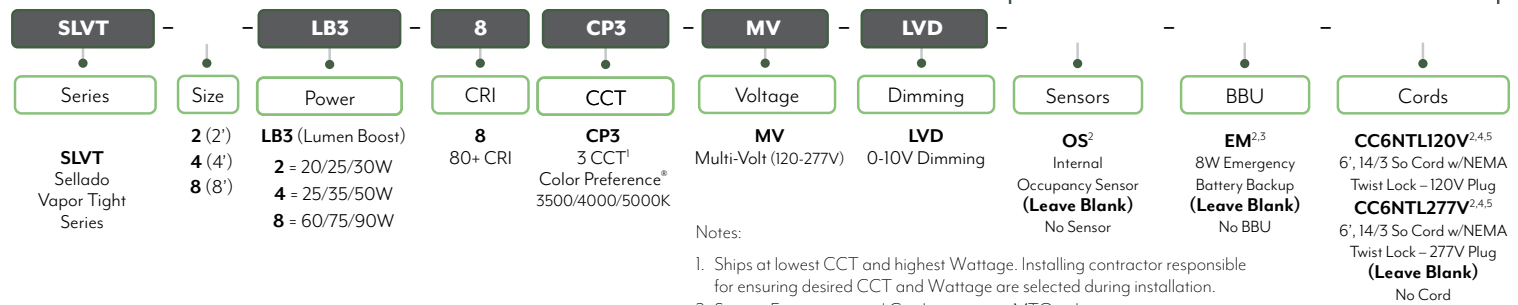 SLVT – – LB3 – 8 CP3 – MV – LVD – – –
Series Size Power CRI CCT Voltage Dimming Sensors BBU Cords
SLVT
Sellado
Vapor Tight
Series
2 (2')
4 (4')
8 (8')
LB3 (Lumen Boost)
2 = 20/25/30W
4 = 25/35/50W
8 = 60/75/90W
8
80+ CRI
CP3
3 CCT1
Color Preference®
3500/4000/5000K
MV
Multi-Volt (120-277V)
LVD
0-10V Dimming
OS2
Internal
Occupancy Sensor
(Leave Blank)
No Sensor
EM2,3
8W Emergency
Battery Backup
(Leave Blank)
No BBU
CC6NTL120V2,4,5
6', 14/3 So Cord w/NEMA
Twist Lock – 120V Plug
CC6NTL277V2,4,5
6', 14/3 So Cord w/NEMA
Twist Lock – 277V Plug
(Leave Blank)
No Cord
Notes:
1. Ships at lowest CCT and highest Wattage. Installing contractor responsible
for ensuring desired CCT and Wattage are selected during installation.